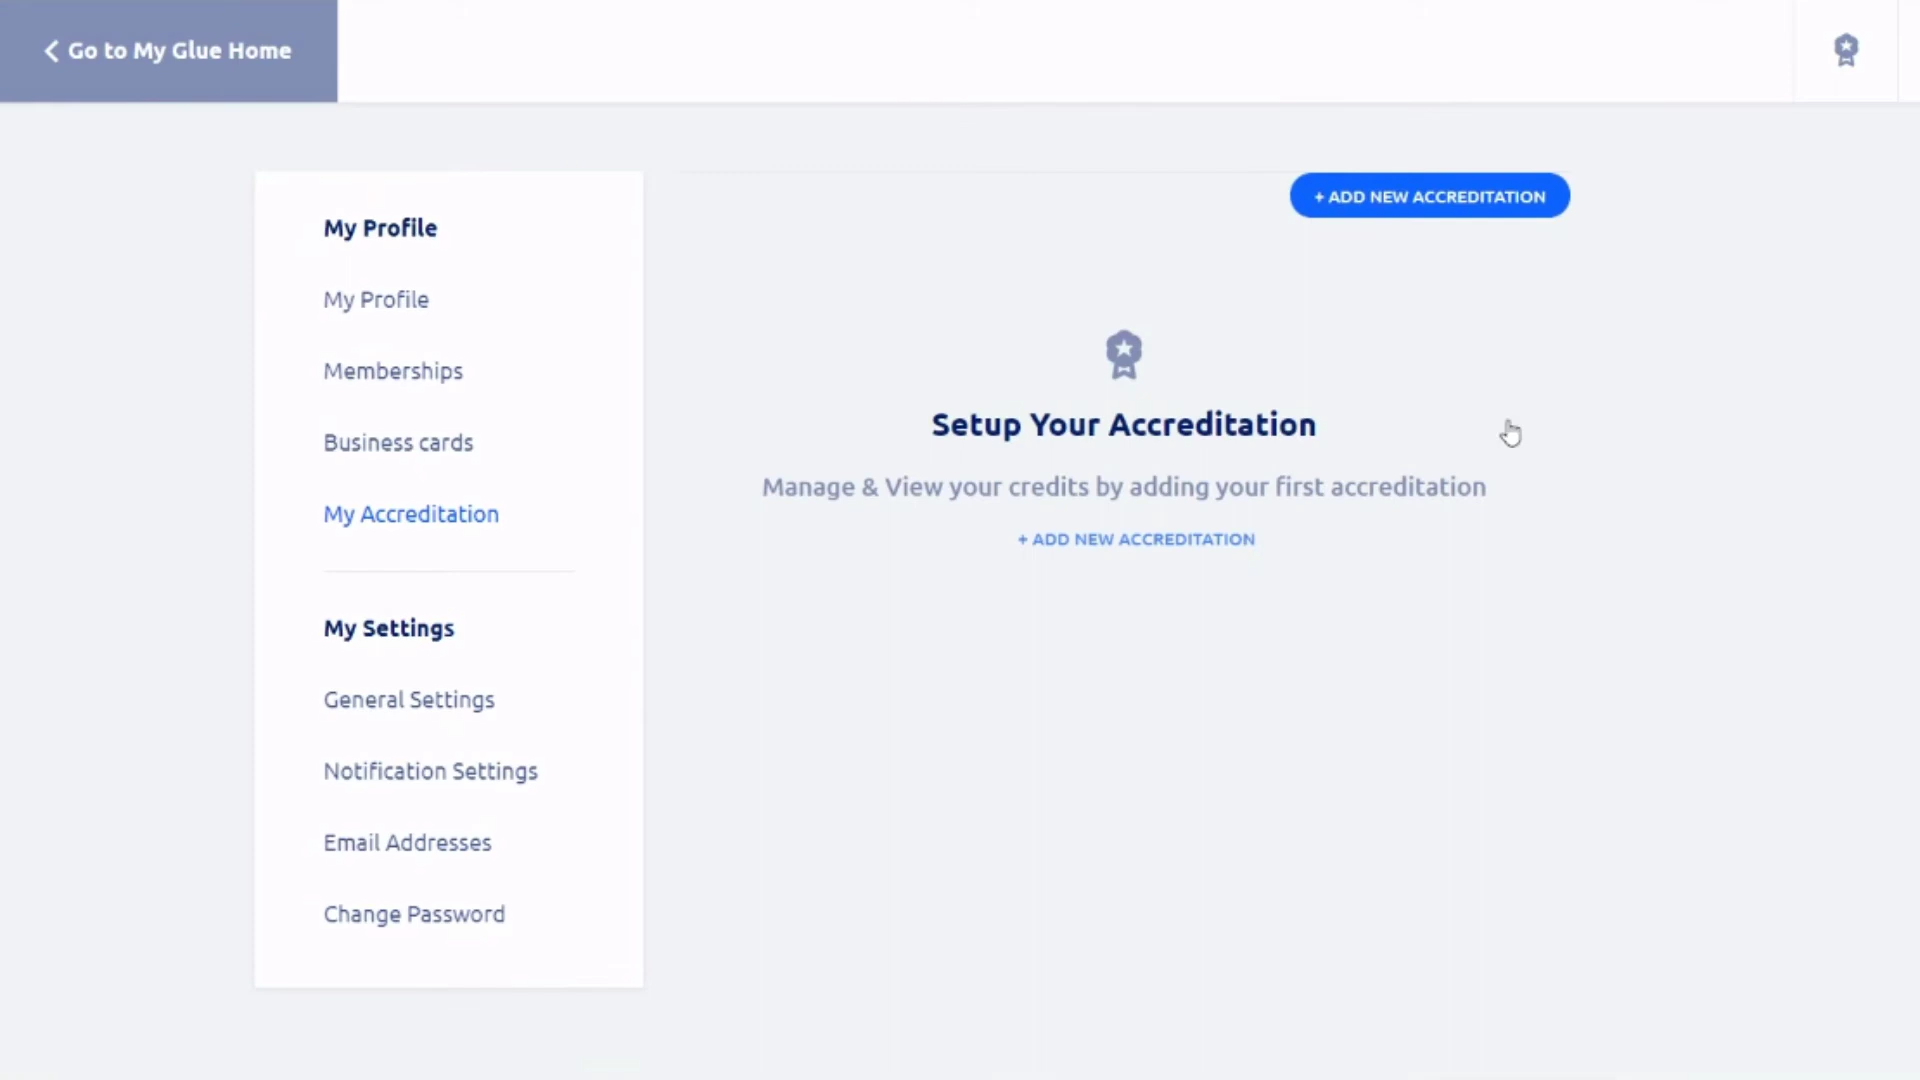 Go to My Glue Home
+ ADD NEW ACCREDITATION
My Profile
My Profile
Memberships
Business cards
My Accreditation
My Settings
General Settings
Notification Settings
Email Addresses
Change Password
Setup Your Accreditation
Manage & View your credits by adding your first accreditation
+ ADD NEW ACCREDITATION